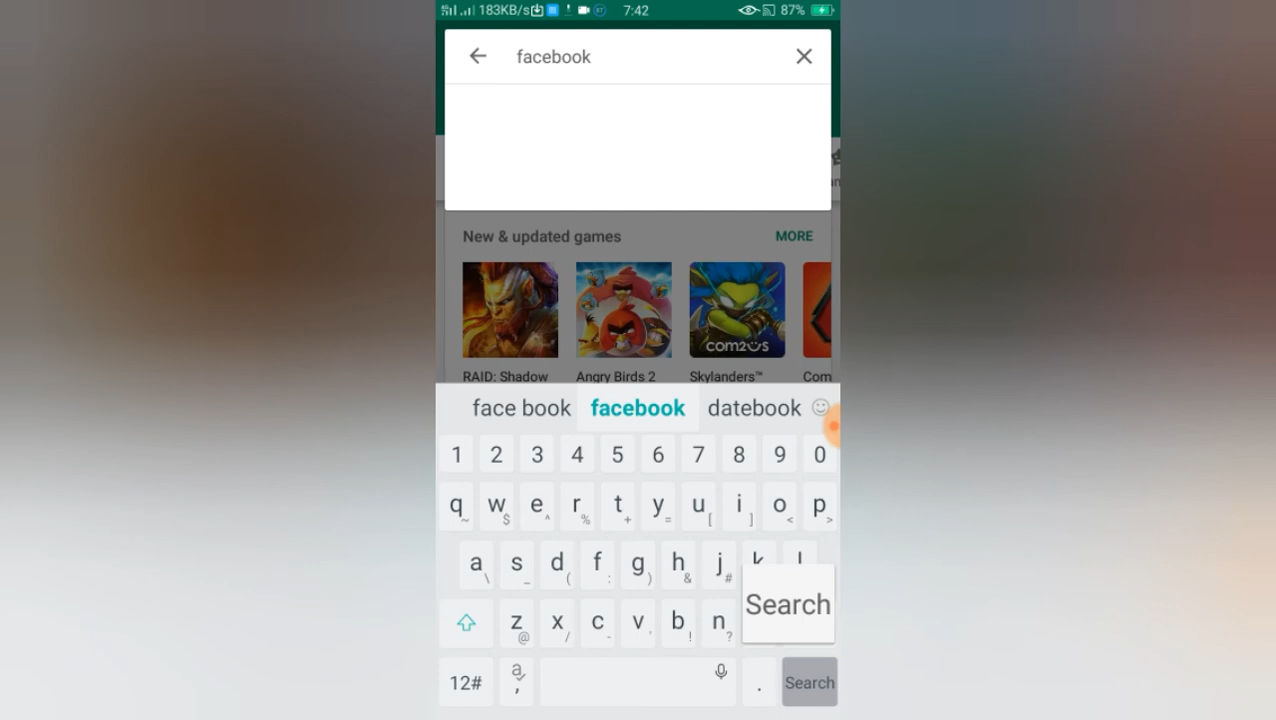 183KB/s 7:42 87%
facebook
New & updated games MORE
com2us
RAID: Shadow Angry Birds 2 Skylanders™ Com
face book facebook datebook
1 2 3 4 5 6 7 8 9 0
q w e r t y u i o p
~ $ ^ % + = [ ] < >
a s d f g h j k l
\ _ ( : ) & #
Search
z x c v b n
@ / - ' ! ?
12# a , . Search